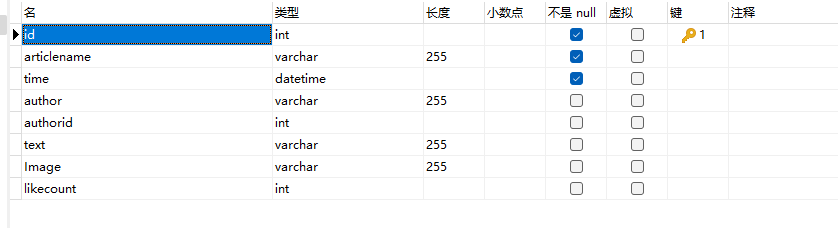 名 类型 长度 小数点 不是 null 虚拟 键 注释
id int 1
articlename varchar 255
time datetime
author varchar 255
authorid int
text varchar 255
Image varchar 255
likecount int